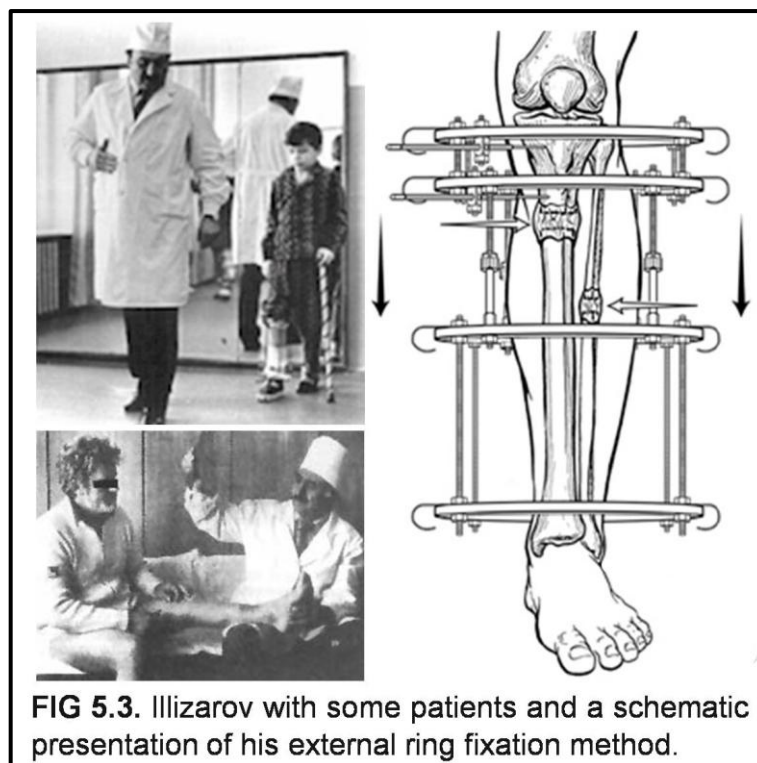 FIG 5.3. Illizarov with some patients and a schematic
presentation of his external ring fixation method.